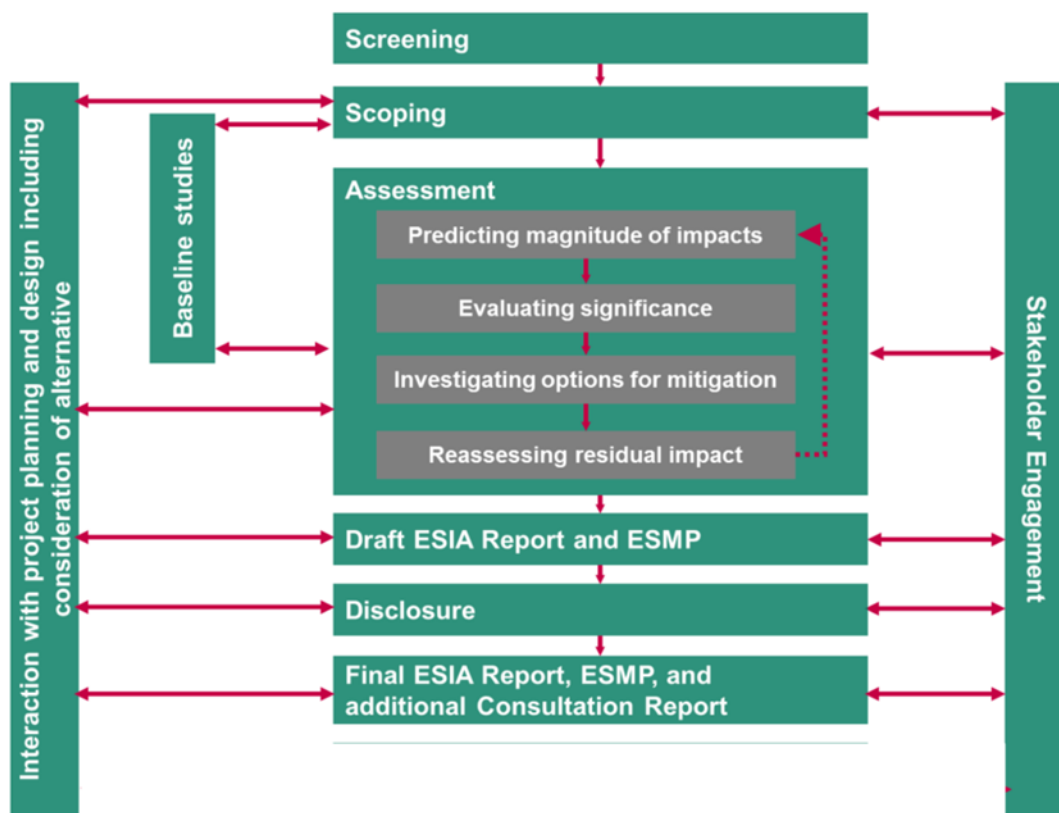 Screening
Scoping
Assessment
Predicting magnitude of impacts
Evaluating significance
Investigating options for mitigation
Reassessing residual impact
Draft ESIA Report and ESMP
Disclosure
Final ESIA Report, ESMP, and
additional Consultation Report
Interaction with project planning and design including
consideration of alternative
Baseline studies
Stakeholder Engagement